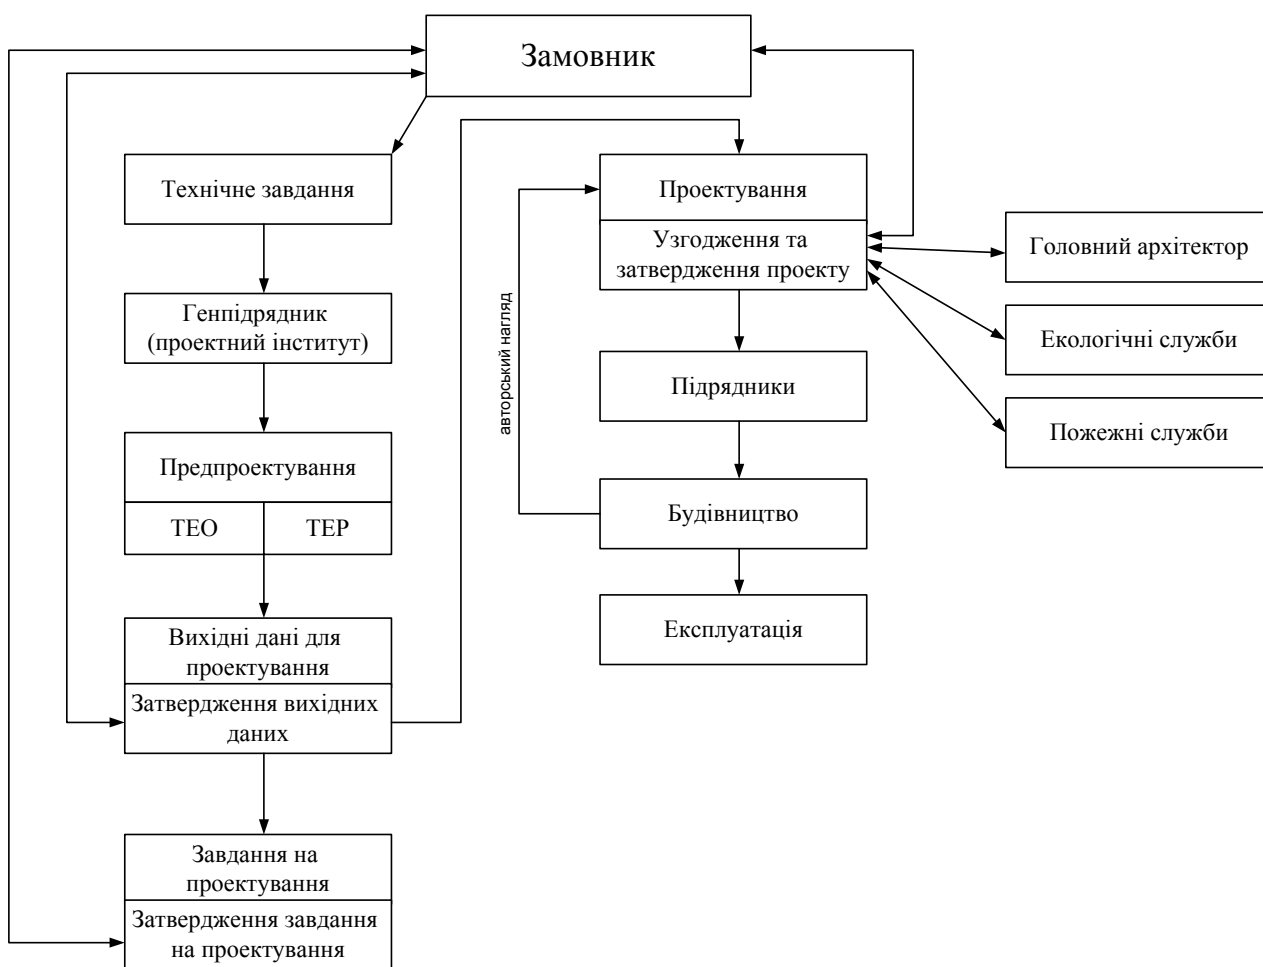 Замовник
Технічне завдання
Генпідрядник
(проектний інститут)
Предпроектування
ТЕО
ТЕР
Вихідні дані для
проектування
Затвердження вихідних
даних
Завдання на
проектування
Затвердження завдання
на проектування
авторський нагляд
Проектування
Узгодження та
затвердження проекту
Підрядники
Будівництво
Експлуатація
Головний архітектор
Екологічні служби
Пожежні служби